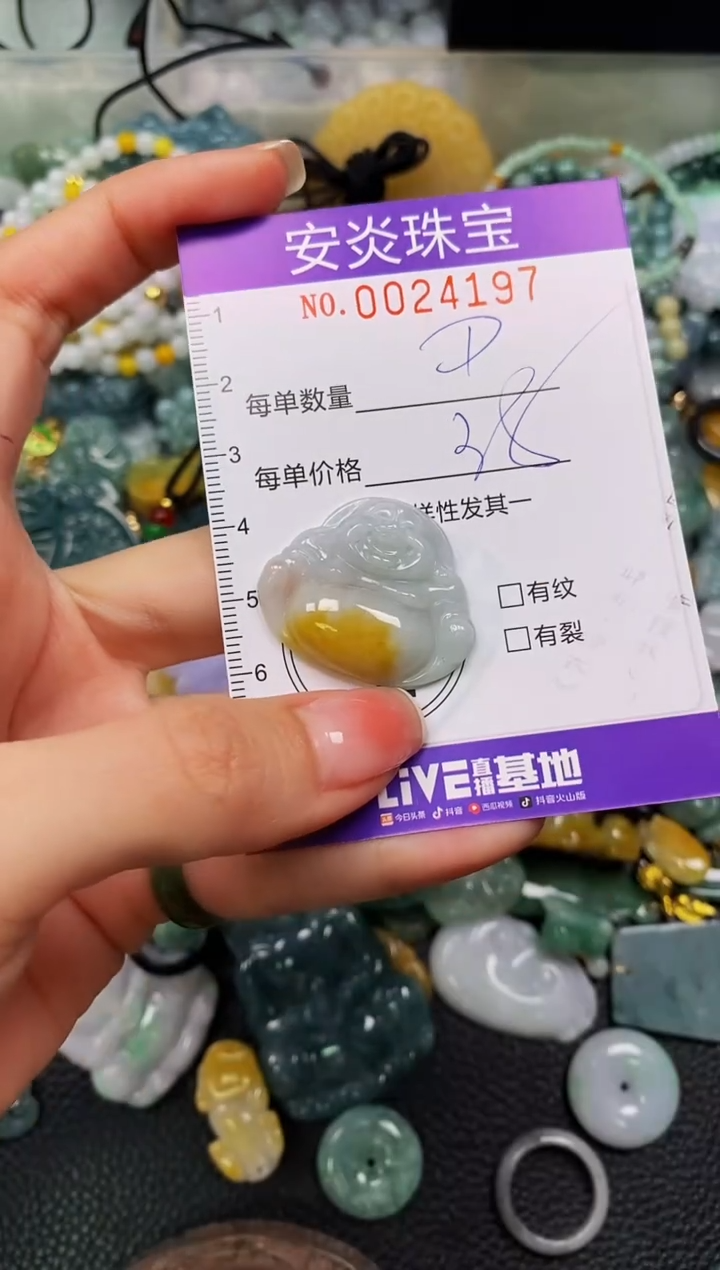 安炎珠宝
NO.0024197
1
2
每单数量
3
每单价格 28
4
样性发其一
5
□有纹
□有裂
6
LiVE直播基地
今日头条 抖音 西瓜视频 抖音火山版